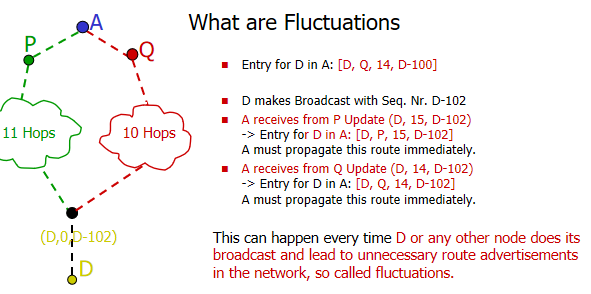 What are Fluctuations
A
P
Q
Entry for D in A: [D, Q, 14, D-100]
D makes Broadcast with Seq. Nr. D-102
A receives from P Update (D, 15, D-102)
-> Entry for D in A: [D, P, 15, D-102]
A must propagate this route immediately.
A receives from Q Update (D, 14, D-102)
-> Entry for D in A: [D, Q, 14, D-102]
A must propagate this route immediately.
11 Hops
10 Hops
(D,0,D-102)
D
This can happen every time D or any other node does its
broadcast and lead to unnecessary route advertisements
in the network, so called fluctuations.